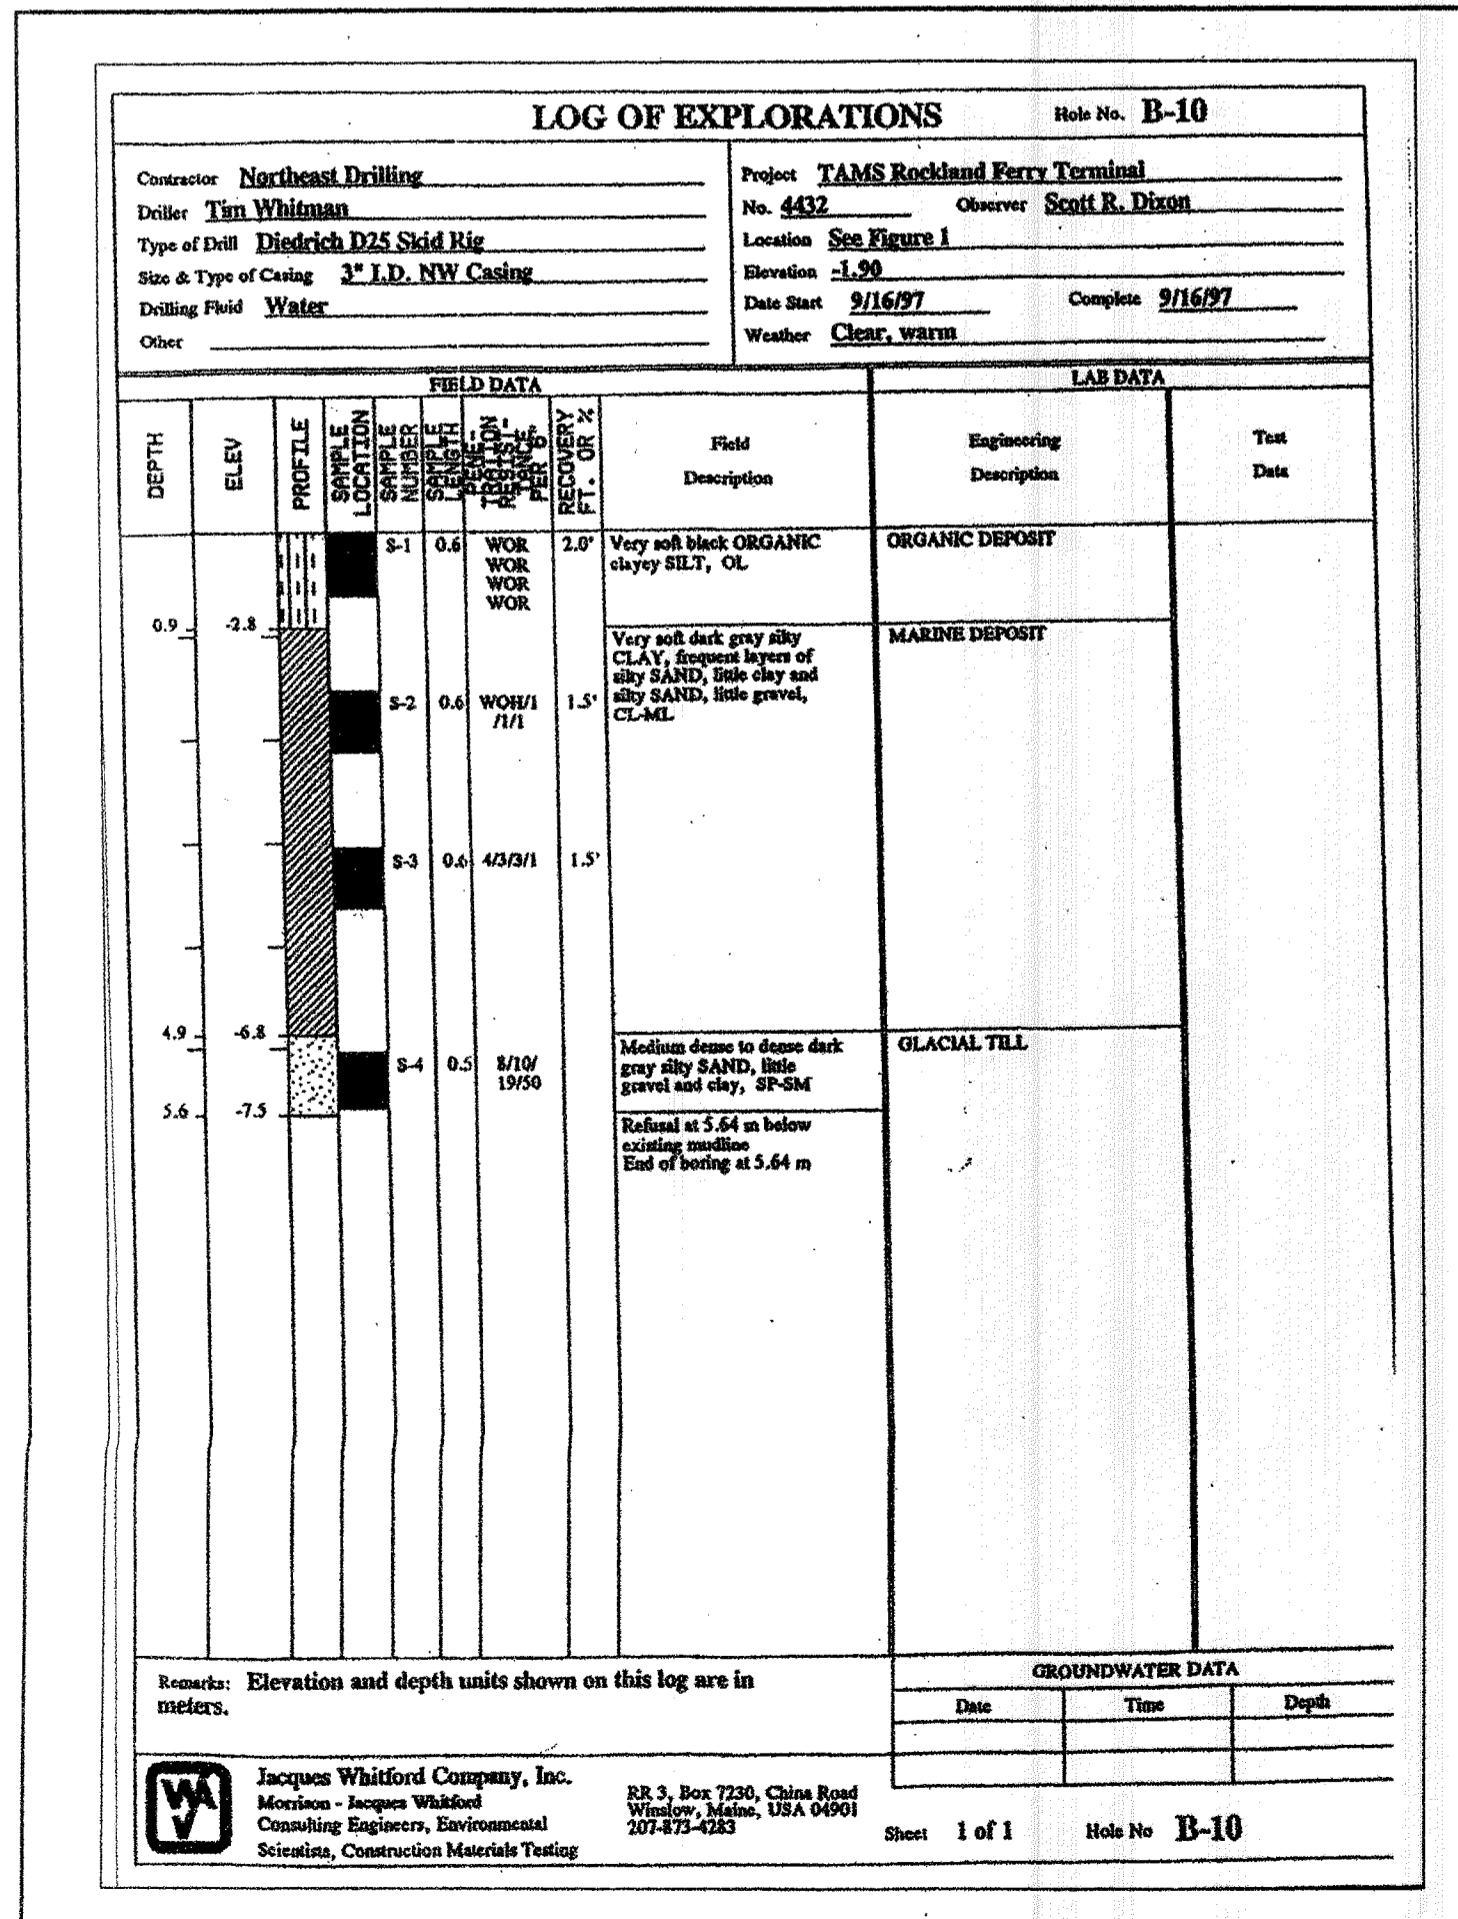 LOG OF EXPLORATIONS Hole No. B-10
Contractor Northeast Drilling
Driller Tim Whitman
Type of Drill Diedrich D25 Skid Rig
Size & Type of Casing 3" I.D. NW Casing
Drilling Fluid Water
Other
Project TAMS Rockland Ferry Terminal
No. 4432 Observer Scott R. Dixon
Location See Figure 1
Elevation -1.90
Date Start 9/16/97 Complete 9/16/97
Weather Clear, warm
FIELD DATA
LAB DATA
DEPTH
ELEV
PROFILE
SAMPLE
LOCATION
SAMPLE
NUMBER
SAMPLE
LENGTH
PENE-
TRATION
RESIST-
TANCE
PER 6"
RECOVERY
FT. OR %
Field
Description
Engineering
Description
Test
Data
S-1 0.6 WOR 2.0'
WOR
WOR
WOR
Very soft black ORGANIC
clayey SILT, OL
ORGANIC DEPOSIT
0.9 -2.8
Very soft dark gray silty
CLAY, frequent layers of
silty SAND, little clay and
silty SAND, little gravel,
CL-ML
MARINE DEPOSIT
S-2 0.6 WOH/1 1.5'
/1/1
S-3 0.6 4/3/3/1 1.5'
4.9 -6.8
S-4 0.5 8/10/
19/50
Medium dense to dense dark
gray silty SAND, little
gravel and clay, SP-SM
GLACIAL TILL
5.6 -7.5
Refusal at 5.64 m below
existing mudline
End of boring at 5.64 m
Remarks: Elevation and depth units shown on this log are in
meters.
GROUNDWATER DATA
Date Time Depth
Jacques Whitford Company, Inc.
Morrison - Jacques Whitford
Consulting Engineers, Environmental
Scientists, Construction Materials Testing
RR 3, Box 7230, China Road
Winslow, Maine, USA 04901
207-873-4283
Sheet 1 of 1 Hole No B-10